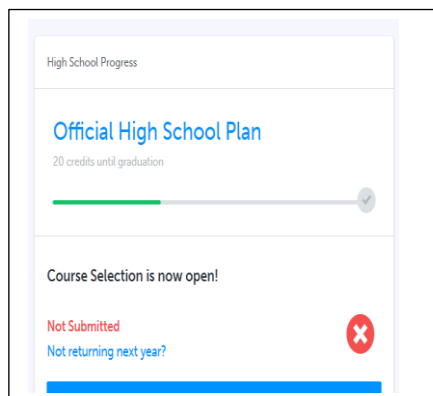 High School Progress
Official High School Plan
20 credits until graduation
Course Selection is now open!
Not Submitted
Not returning next year?